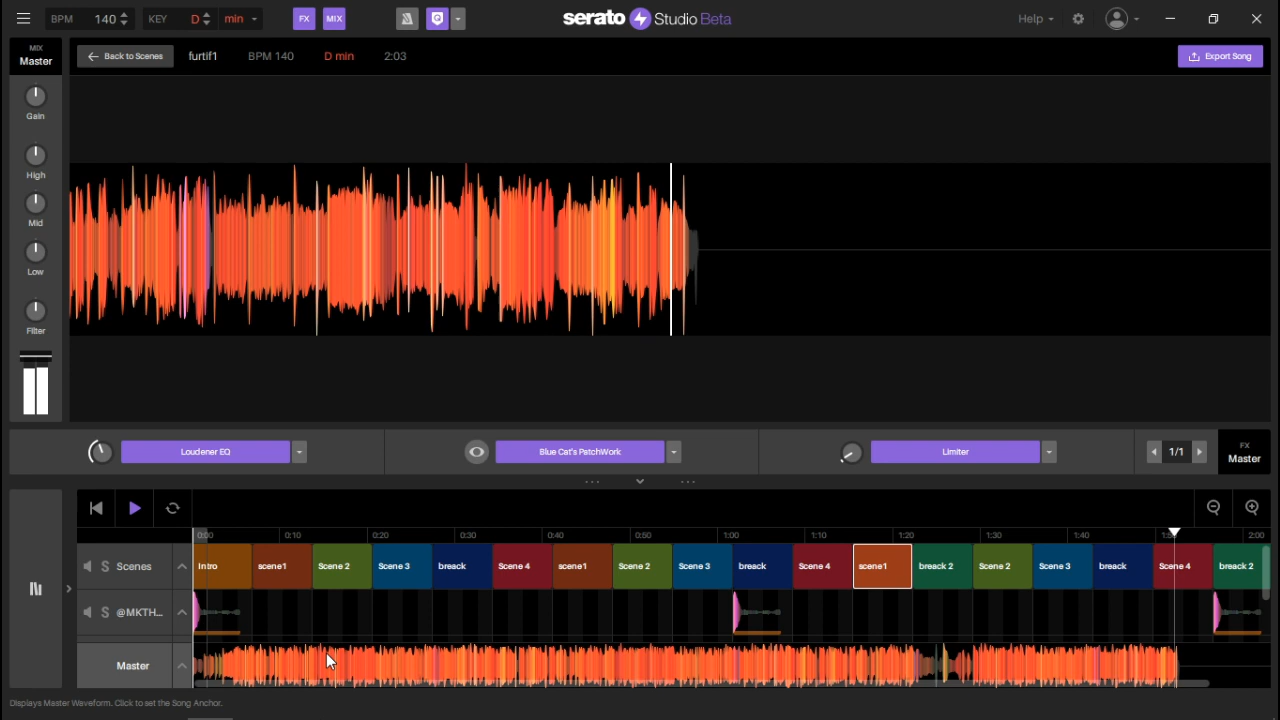 BPM 140 KEY D min FX MIX serato Studio Beta Help
MIX
Master
Back to Scenes furtif1 BPM 140 D min 2:03 Export Song
Gain
High
Mid
Low
Filter
Loudener EQ Blue Cat's PatchWork Limiter 1/1
FX
Master
0:00 0:10 0:20 0:30 0:40 0:50 1:00 1:10 1:20 1:30 1:40 2:00
S Scenes Intro scene1 Scene 2 Scene 3 breack Scene 4 scene1 Scene 2 Scene 3 breack Scene 4 scene1 breack 2 Scene 2 Scene 3 breack Scene 4 breack 2
S @MKTH...
Master
Displays Master Waveform. Click to set the Song Anchor.